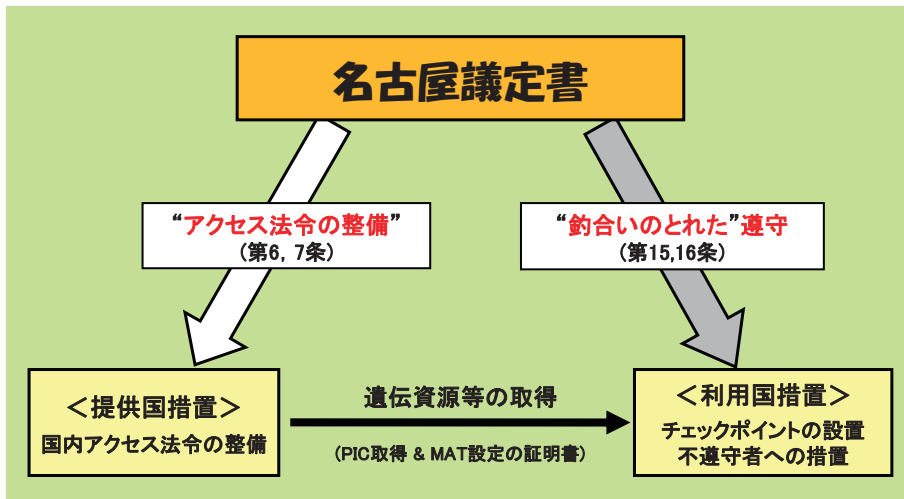 名古屋議定書
“アクセス法令の整備”
(第6, 7条)
“釣合いのとれた”遵守
(第15,16条)
＜提供国措置＞
国内アクセス法令の整備
遺伝資源等の取得
(PIC取得 & MAT設定の証明書)
＜利用国措置＞
チェックポイントの設置
不遵守者への措置